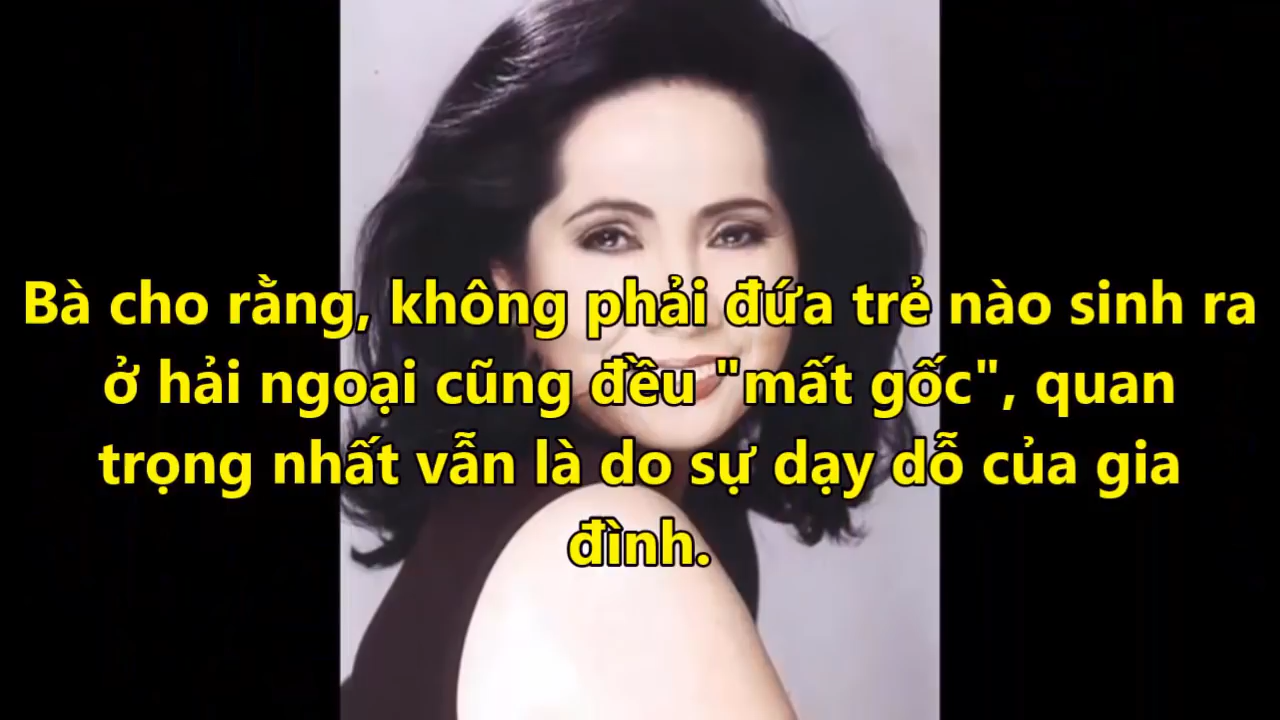 Bà cho rằng, không phải đứa trẻ nào sinh ra
ở hải ngoại cũng đều "mất gốc", quan
trọng nhất vẫn là do sự dạy dỗ của gia
đình.